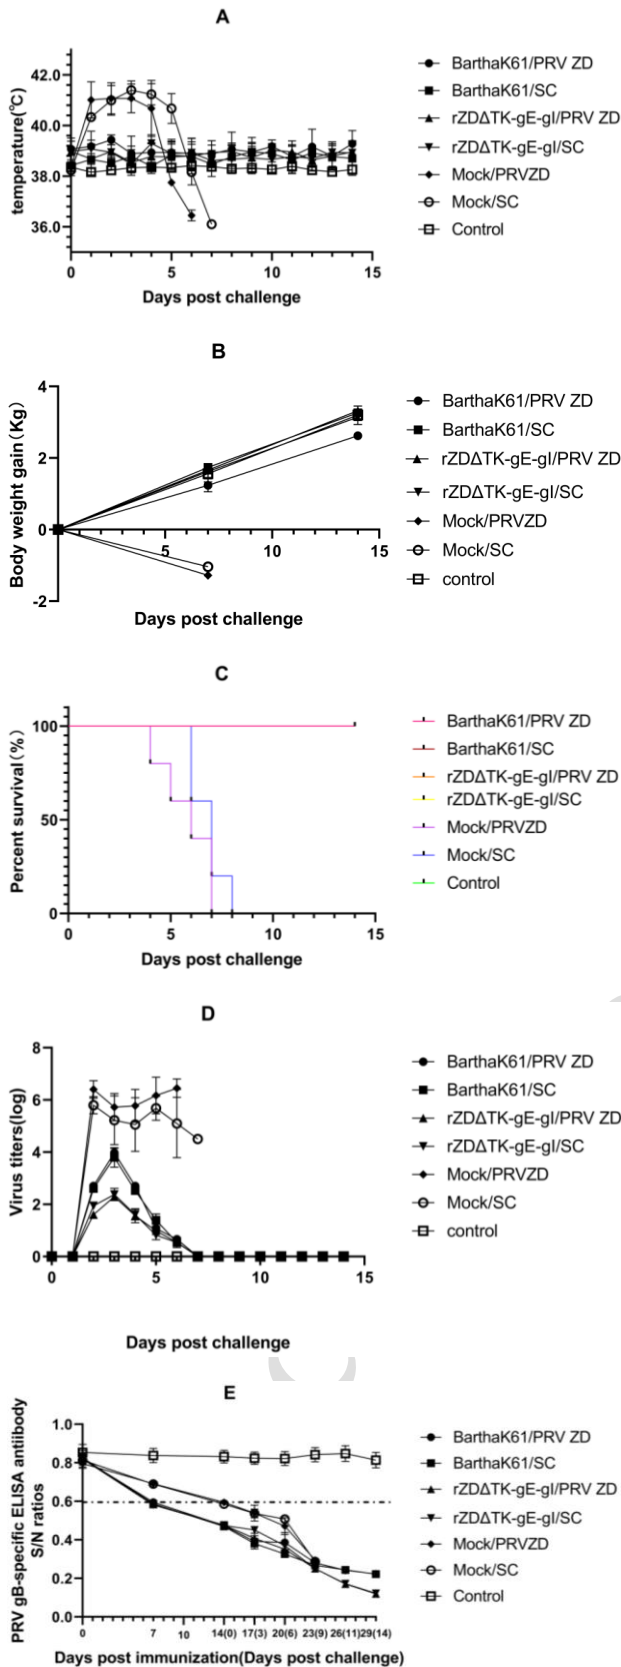 A
temperature(℃)
42.0
40.0
38.0
36.0
0 5 10 15
Days post challenge
BarthaK61/PRV ZD
BarthaK61/SC
rZDΔTK-gE-gI/PRV ZD
rZDΔTK-gE-gI/SC
Mock/PRVZD
Mock/SC
Control
B
Body weight gain(Kg)
4
2
0
-2
5 10 15
Days post challenge
BarthaK61/PRV ZD
BarthaK61/SC
rZDΔTK-gE-gI/PRV ZD
rZDΔTK-gE-gI/SC
Mock/PRVZD
Mock/SC
control
C
Percent survival(%)
100
50
0
0 5 10 15
Days post challenge
BarthaK61/PRV ZD
BarthaK61/SC
rZDΔTK-gE-gI/PRV ZD
rZDΔTK-gE-gI/SC
Mock/PRVZD
Mock/SC
Control
D
Virus titers(log)
8
6
4
2
0
0 5 10 15
Days post challenge
BarthaK61/PRV ZD
BarthaK61/SC
rZDΔTK-gE-gI/PRV ZD
rZDΔTK-gE-gI/SC
Mock/PRVZD
Mock/SC
control
E
PRV gB-specific ELISA antiibody
S/N ratios
1.0
0.8
0.6
0.4
0.2
0.0
0 7 10 14(0) 17(3) 20(6) 23(9) 26(11) 29(14)
Days post immunization(Days post challenge)
BarthaK61/PRV ZD
BarthaK61/SC
rZDΔTK-gE-gI/PRV ZD
rZDΔTK-gE-gI/SC
Mock/PRVZD
Mock/SC
Control